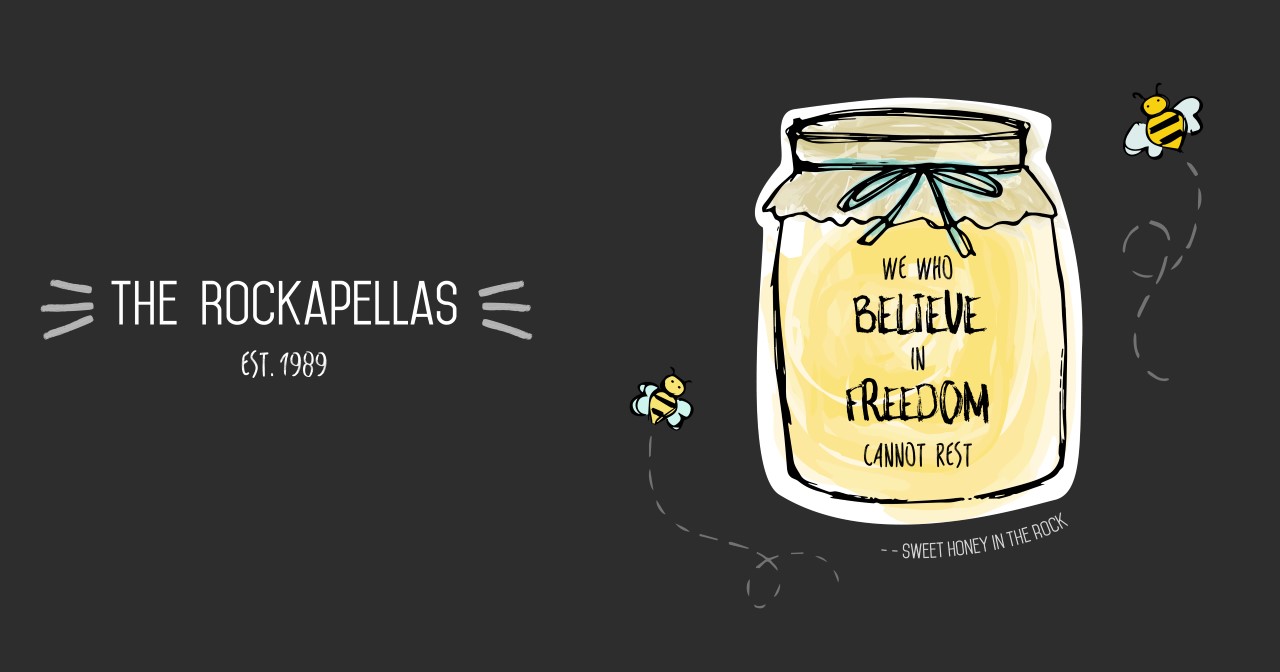 THE ROCKAPELLAS
EST. 1989
WE WHO
BELIEVE
IN
FREEDOM
CANNOT REST
-- SWEET HONEY IN THE ROCK